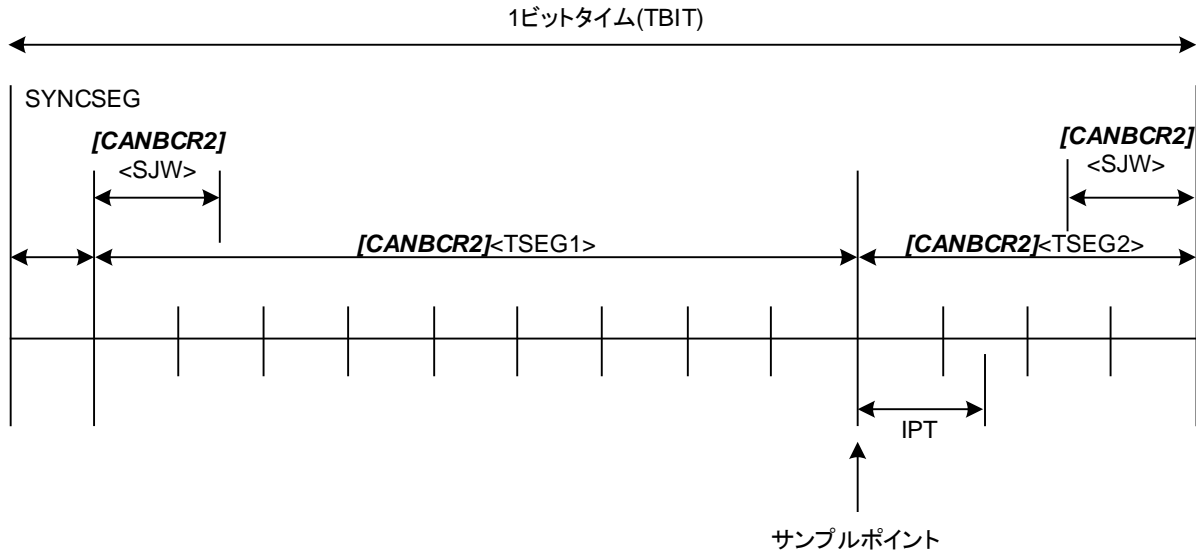 1ビットタイム(TBIT)
SYNCSEG
[CANBCR2]
<SJW>
[CANBCR2]
<SJW>
[CANBCR2]<TSEG1>
[CANBCR2]<TSEG2>
IPT
サンプルポイント